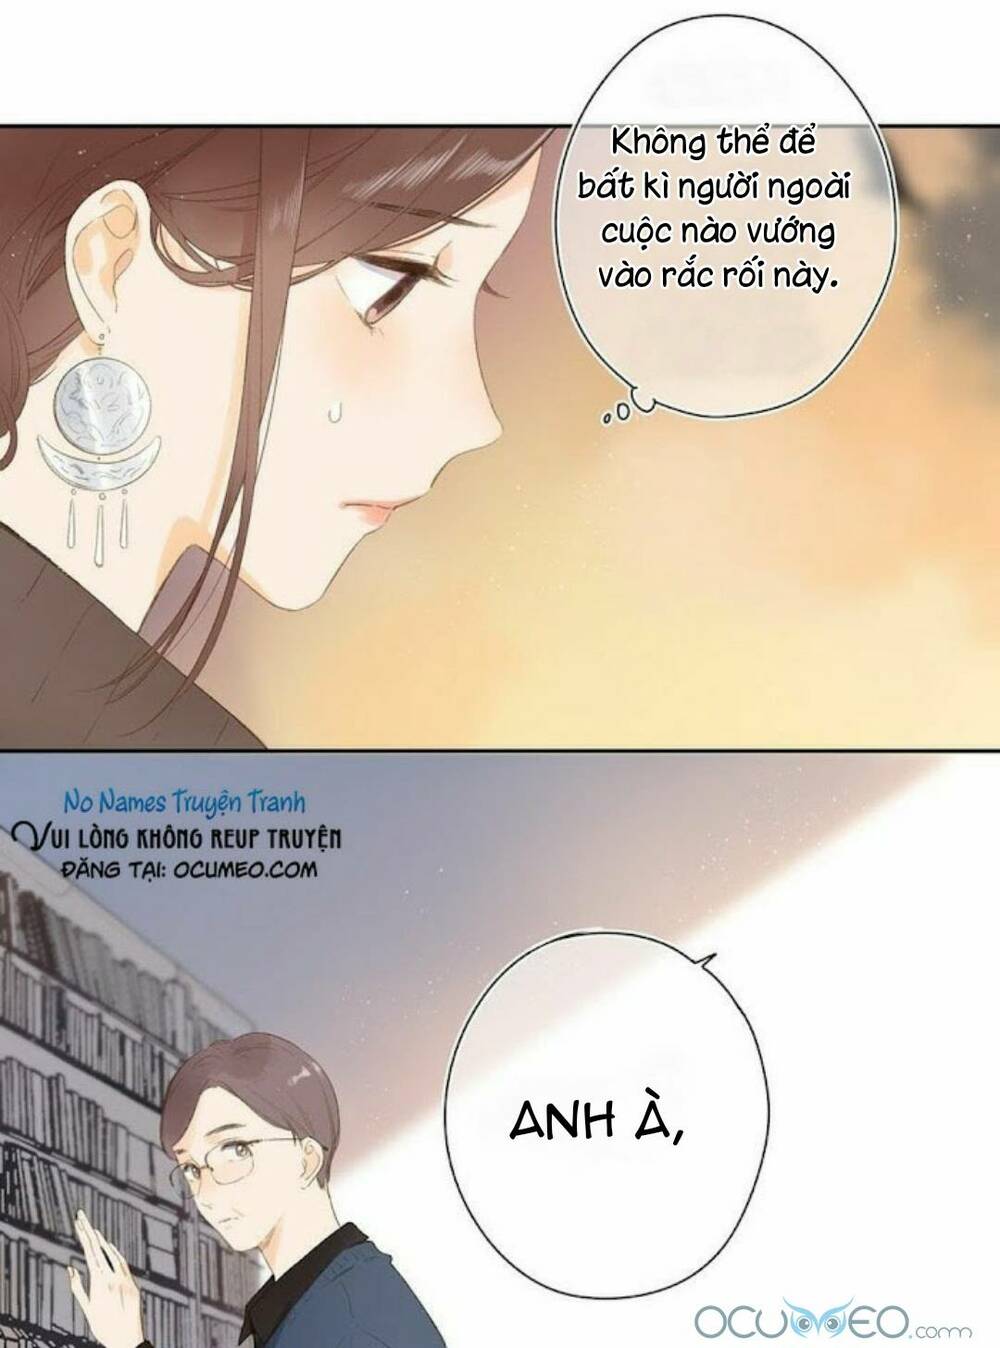 Không thể để
bất kì người ngoài
cuộc nào vướng
vào rắc rối này.
No Names Truyện Tranh
VUI LÒNG KHÔNG REUP TRUYỆN
ĐĂNG TẠI: OCUMEO.COM
ANH À,
OCUMEO.com